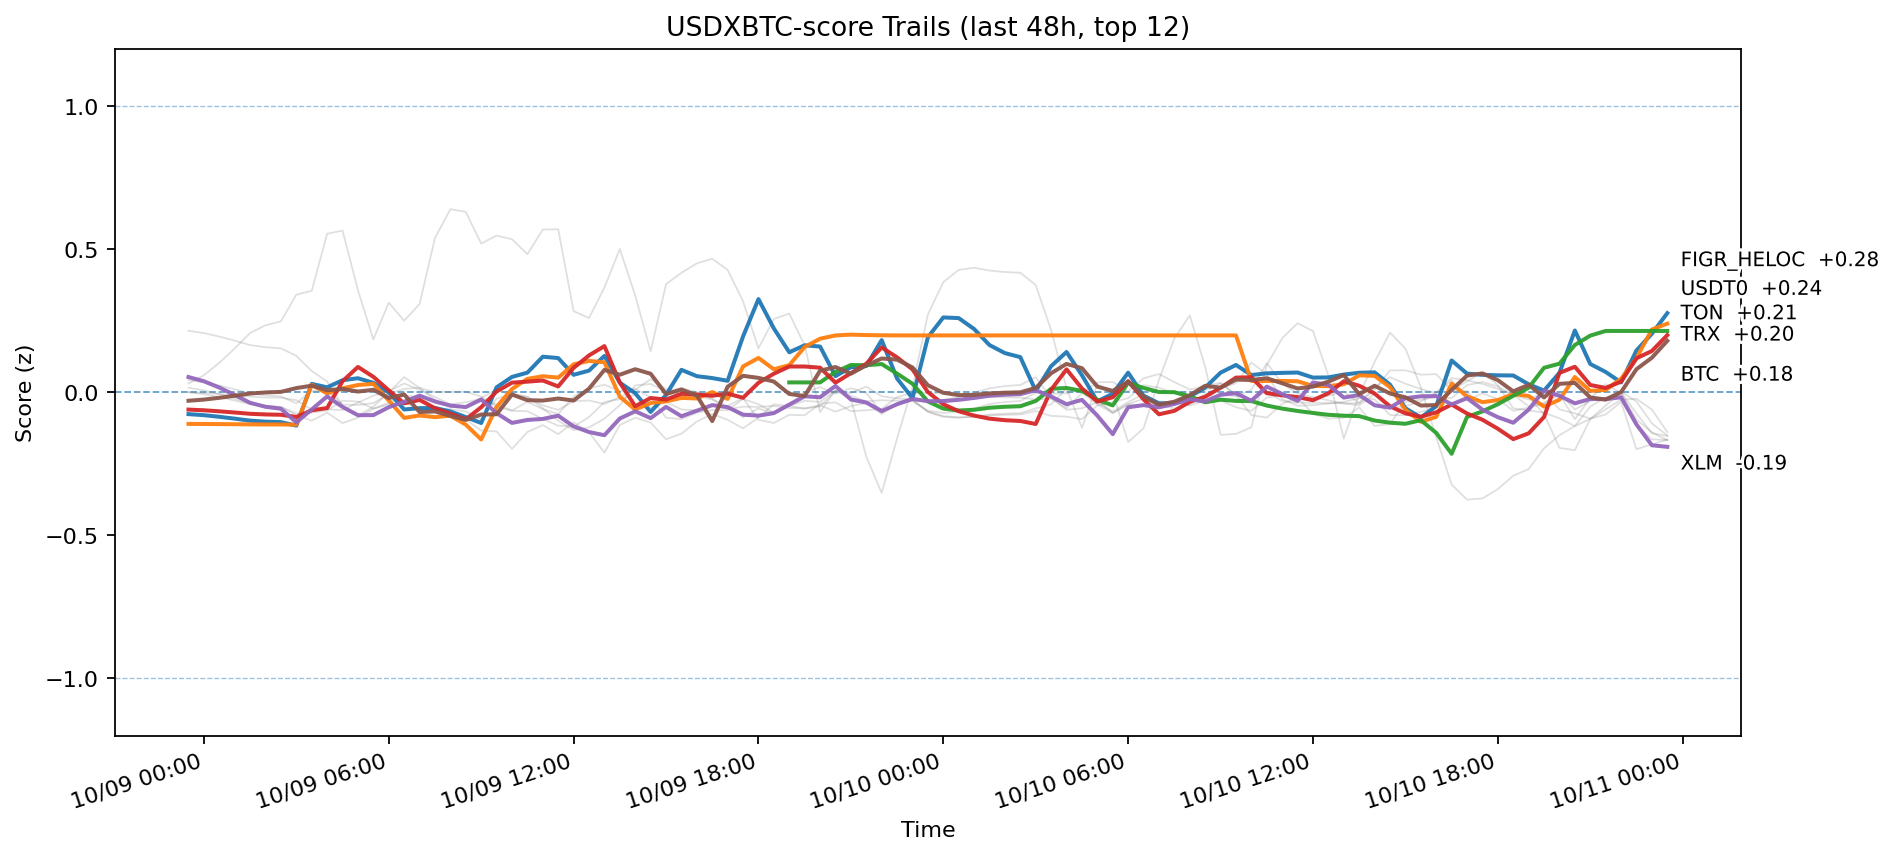 USDXBTC-score Trails (last 48h, top 12)
1.0
0.5
0.0
−0.5
−1.0
Score (z)
FIGR_HELOC +0.28
USDT0 +0.24
TON +0.21
TRX +0.20
BTC +0.18
XLM -0.19
10/09 00:00
10/09 06:00
10/09 12:00
10/09 18:00
10/10 00:00
10/10 06:00
10/10 12:00
10/10 18:00
10/11 00:00
Time